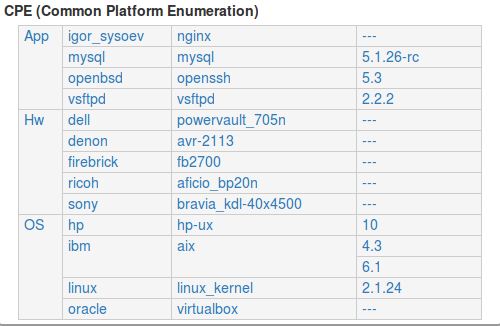 CPE (Common Platform Enumeration)
App igor_sysoev nginx ---
mysql mysql 5.1.26-rc
openbsd openssh 5.3
vsftpd vsftpd 2.2.2
Hw dell powervault_705n ---
denon avr-2113 ---
firebrick fb2700 ---
ricoh aficio_bp20n ---
sony bravia_kdl-40x4500 ---
OS hp hp-ux 10
ibm aix 4.3
6.1
linux linux_kernel 2.1.24
oracle virtualbox ---